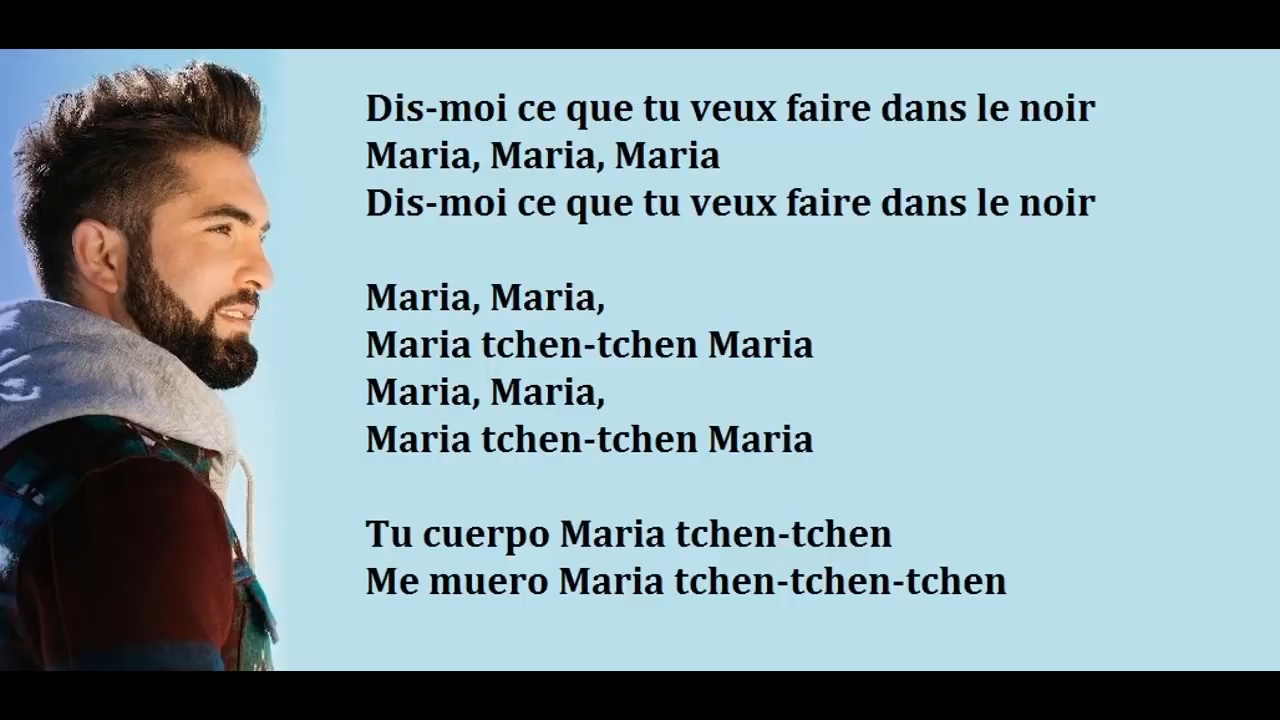 Dis-moi ce que tu veux faire dans le noir
Maria, Maria, Maria
Dis-moi ce que tu veux faire dans le noir
Maria, Maria,
Maria tchen-tchen Maria
Maria, Maria,
Maria tchen-tchen Maria
Tu cuerpo Maria tchen-tchen
Me muero Maria tchen-tchen-tchen